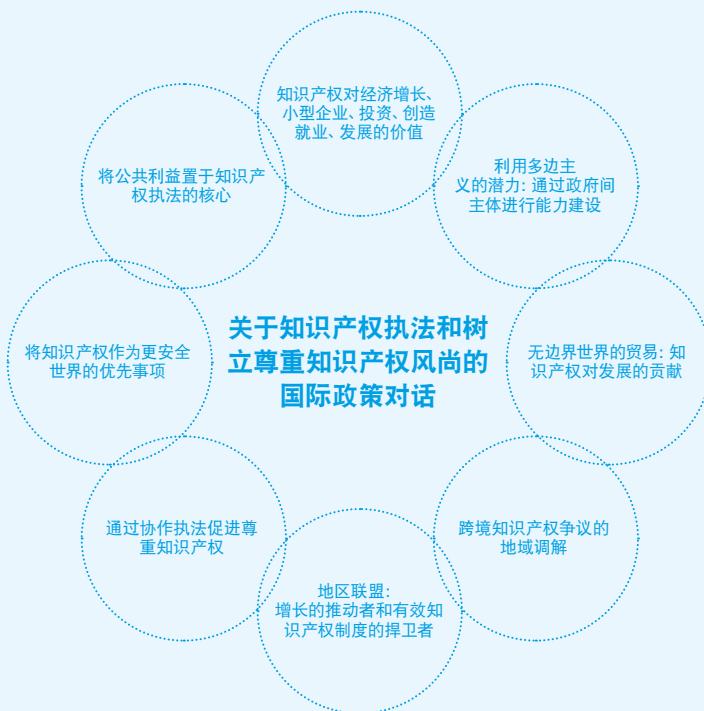 知识产权对经济增长、
小型企业、投资、创造
就业、发展的价值
利用多边主
义的潜力：通过政府间
主体进行能力建设
无边界世界的贸易：知
识产权对发展的贡献
跨境知识产权争议的
地域调解
地区联盟：
增长的推动者和有效知
识产权制度的捍卫者
通过协作执法促进尊
重知识产权
将知识产权作为更安全
世界的优先事项
将公共利益置于知识产
权执法的核心
关于知识产权执法和树
立尊重知识产权风尚的
国际政策对话